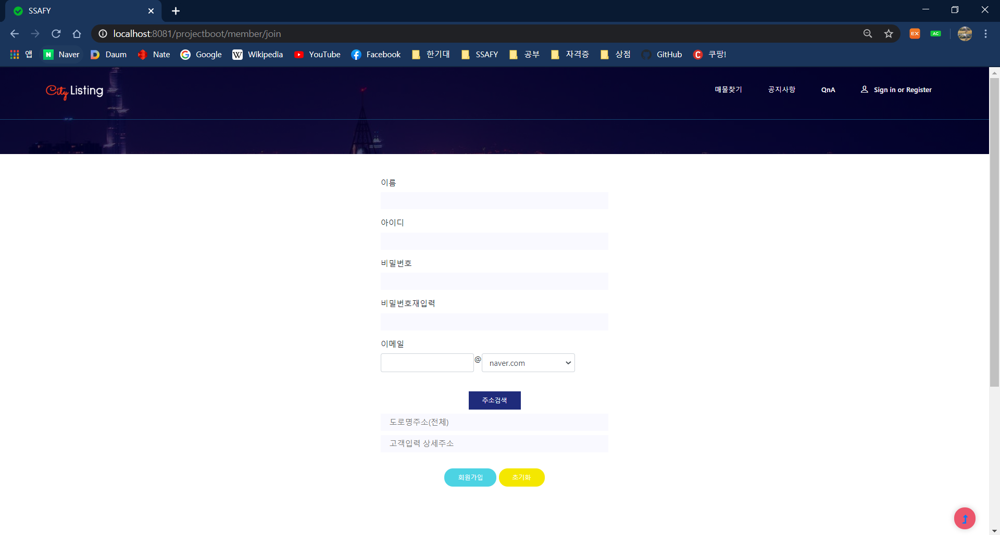 SSAFY
localhost:8081/projectboot/member/join
EX
AC
앱
Naver
Daum
Nate
Google
Wikipedia
YouTube
Facebook
한기대
SSAFY
공부
자격증
상점
GitHub
쿠팡!
City Listing
매물찾기
공지사항
QnA
Sign in or Register
이름
아이디
비밀번호
비밀번호재입력
이메일
@
naver.com
주소검색
도로명주소(전체)
고객입력 상세주소
회원가입
초기화